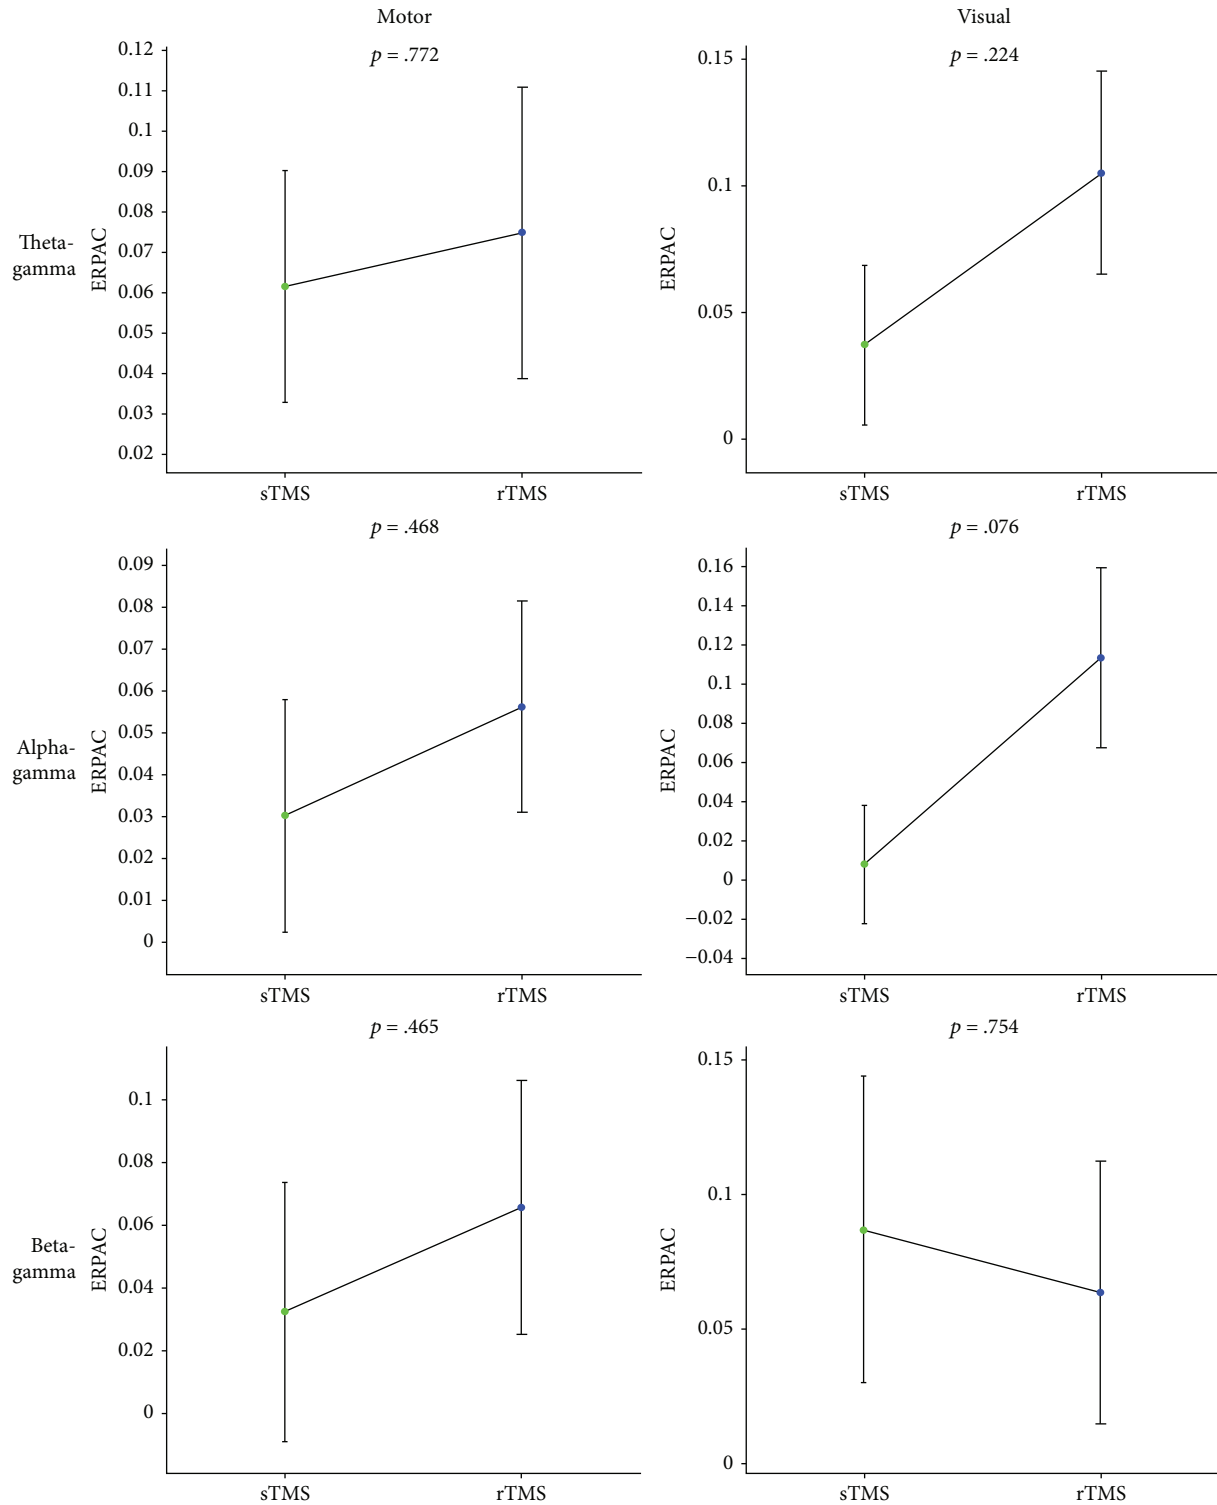 Motor
Visual
p = .772
0.12
0.11
0.1
0.09
0.08
0.07
0.06
0.05
0.04
0.03
0.02
Theta-
gamma
ERPAC
sTMS
rTMS
p = .224
0.15
0.1
0.05
0
ERPAC
sTMS
rTMS
p = .468
0.09
0.08
0.07
0.06
0.05
0.04
0.03
0.02
0.01
0
Alpha-
gamma
ERPAC
sTMS
rTMS
p = .076
0.16
0.14
0.12
0.1
0.08
0.06
0.04
0.02
0
−0.02
−0.04
ERPAC
sTMS
rTMS
p = .465
0.1
0.08
0.06
0.04
0.02
0
Beta-
gamma
ERPAC
sTMS
rTMS
p = .754
0.15
0.1
0.05
0
ERPAC
sTMS
rTMS